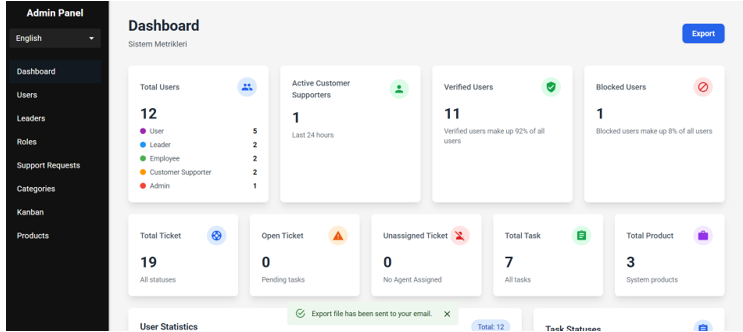 Admin Panel
English
Dashboard
Users
Leaders
Roles
Support Requests
Categories
Kanban
Products
Dashboard
Sistem Metrikleri
Export
Total Users
12
User 5
Leader 2
Employee 2
Customer Supporter 2
Admin 1
Active Customer
Supporters
1
Last 24 hours
Verified Users
11
Verified users make up 92% of all
users
Blocked Users
1
Blocked users make up 8% of all users
Total Ticket
19
All statuses
Open Ticket
0
Pending tasks
Unassigned Ticket
0
No Agent Assigned
Total Task
7
All tasks
Total Product
3
System products
Export file has been sent to your email.
User Statistics
Total: 12
Task Statuses